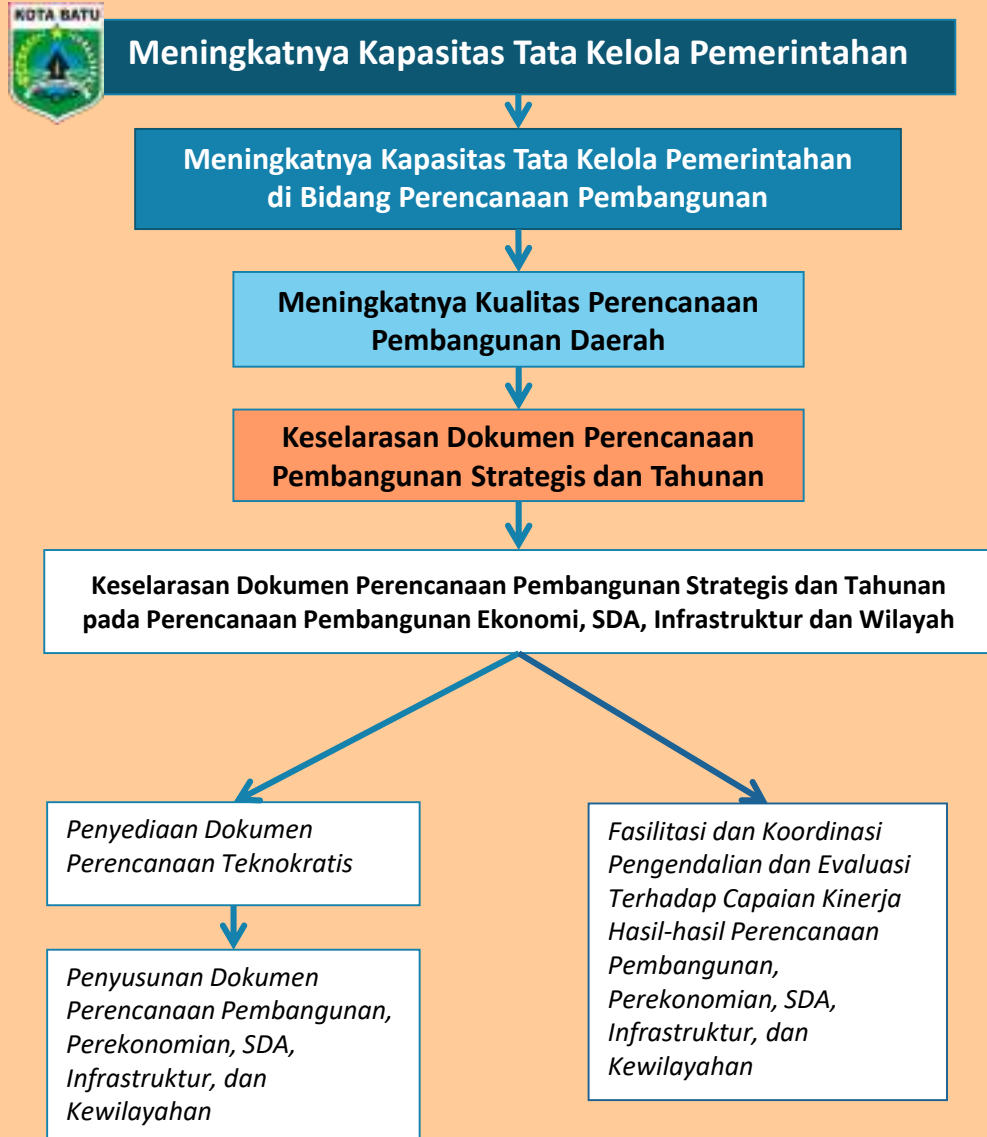 KOTA BATU
Meningkatnya Kapasitas Tata Kelola Pemerintahan
Meningkatnya Kapasitas Tata Kelola Pemerintahan
di Bidang Perencanaan Pembangunan
Meningkatnya Kualitas Perencanaan
Pembangunan Daerah
Keselarasan Dokumen Perencanaan
Pembangunan Strategis dan Tahunan
Keselarasan Dokumen Perencanaan Pembangunan Strategis dan Tahunan
pada Perencanaan Pembangunan Ekonomi, SDA, Infrastruktur dan Wilayah
Penyediaan Dokumen
Perencanaan Teknokratis
Penyusunan Dokumen
Perencanaan Pembangunan,
Perekonomian, SDA,
Infrastruktur, dan
Kewilayahan
Fasilitasi dan Koordinasi
Pengendalian dan Evaluasi
Terhadap Capaian Kinerja
Hasil-hasil Perencanaan
Pembangunan,
Perekonomian, SDA,
Infrastruktur, dan
Kewilayahan